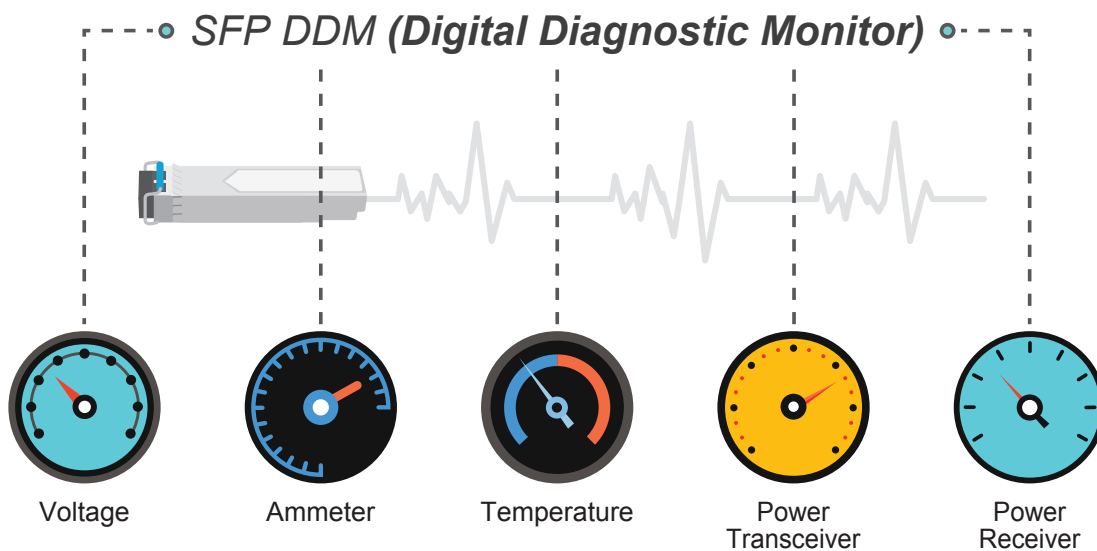 SFP DDM (Digital Diagnostic Monitor)
Voltage
Ammeter
Temperature
Power
Transceiver
Power
Receiver